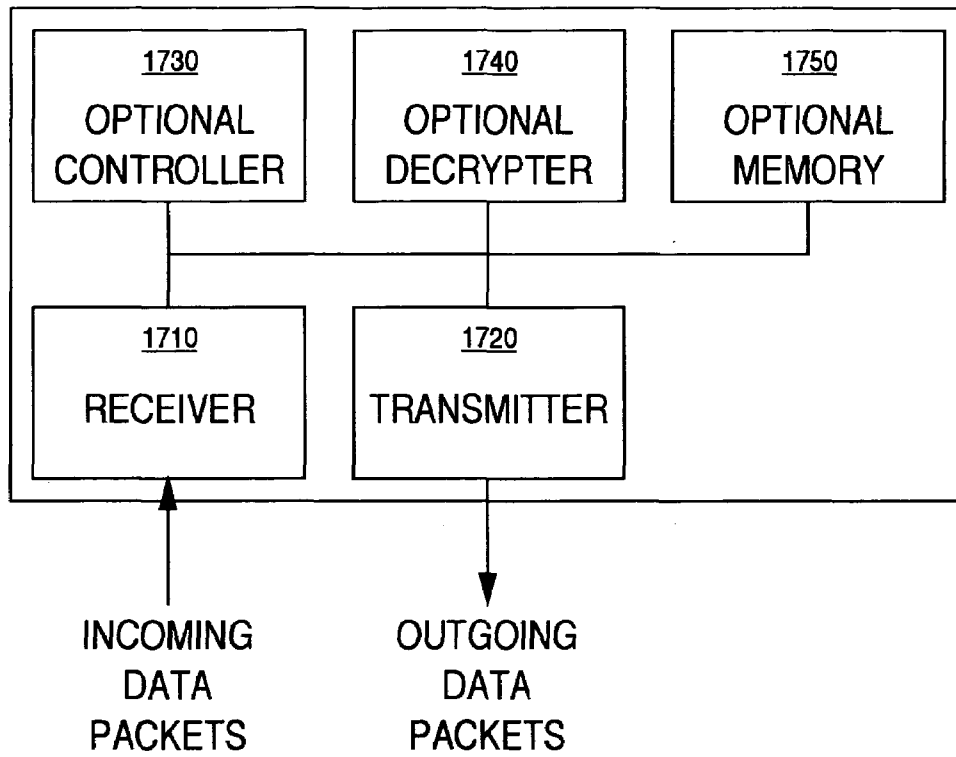 1730
OPTIONAL
CONTROLLER
1740
OPTIONAL
DECRYPTER
1750
OPTIONAL
MEMORY
1710
RECEIVER
1720
TRANSMITTER
INCOMING
DATA
PACKETS
OUTGOING
DATA
PACKETS